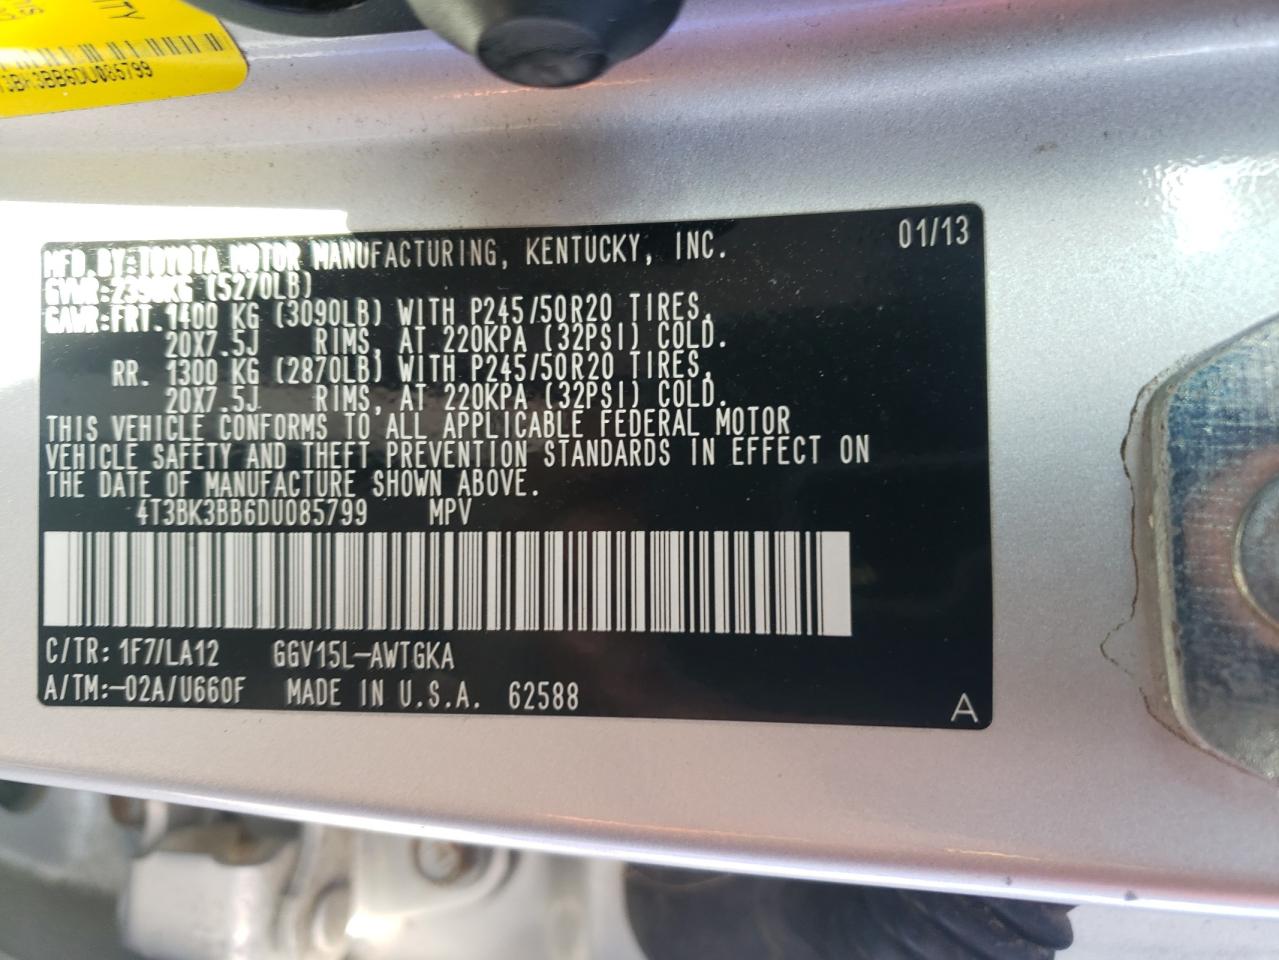 ITY
3BK3BB6DU085799
MFD. BY: TOYOTA MOTOR MANUFACTURING, KENTUCKY, INC. 01/13
GVWR: 2390KG (5270LB)
GAWR: FRT. 1400 KG (3090LB) WITH P245/50R20 TIRES,
20X7.5J RIMS, AT 220KPA (32PSI) COLD.
RR. 1300 KG (2870LB) WITH P245/50R20 TIRES,
20X7.5J RIMS, AT 220KPA (32PSI) COLD.
THIS VEHICLE CONFORMS TO ALL APPLICABLE FEDERAL MOTOR
VEHICLE SAFETY AND THEFT PREVENTION STANDARDS IN EFFECT ON
THE DATE OF MANUFACTURE SHOWN ABOVE.
4T3BK3BB6DU085799 MPV
C/TR: 1F7/LA12 GGV15L-AWTGKA
A/TM:-02A/U660F MADE IN U.S.A. 62588
A